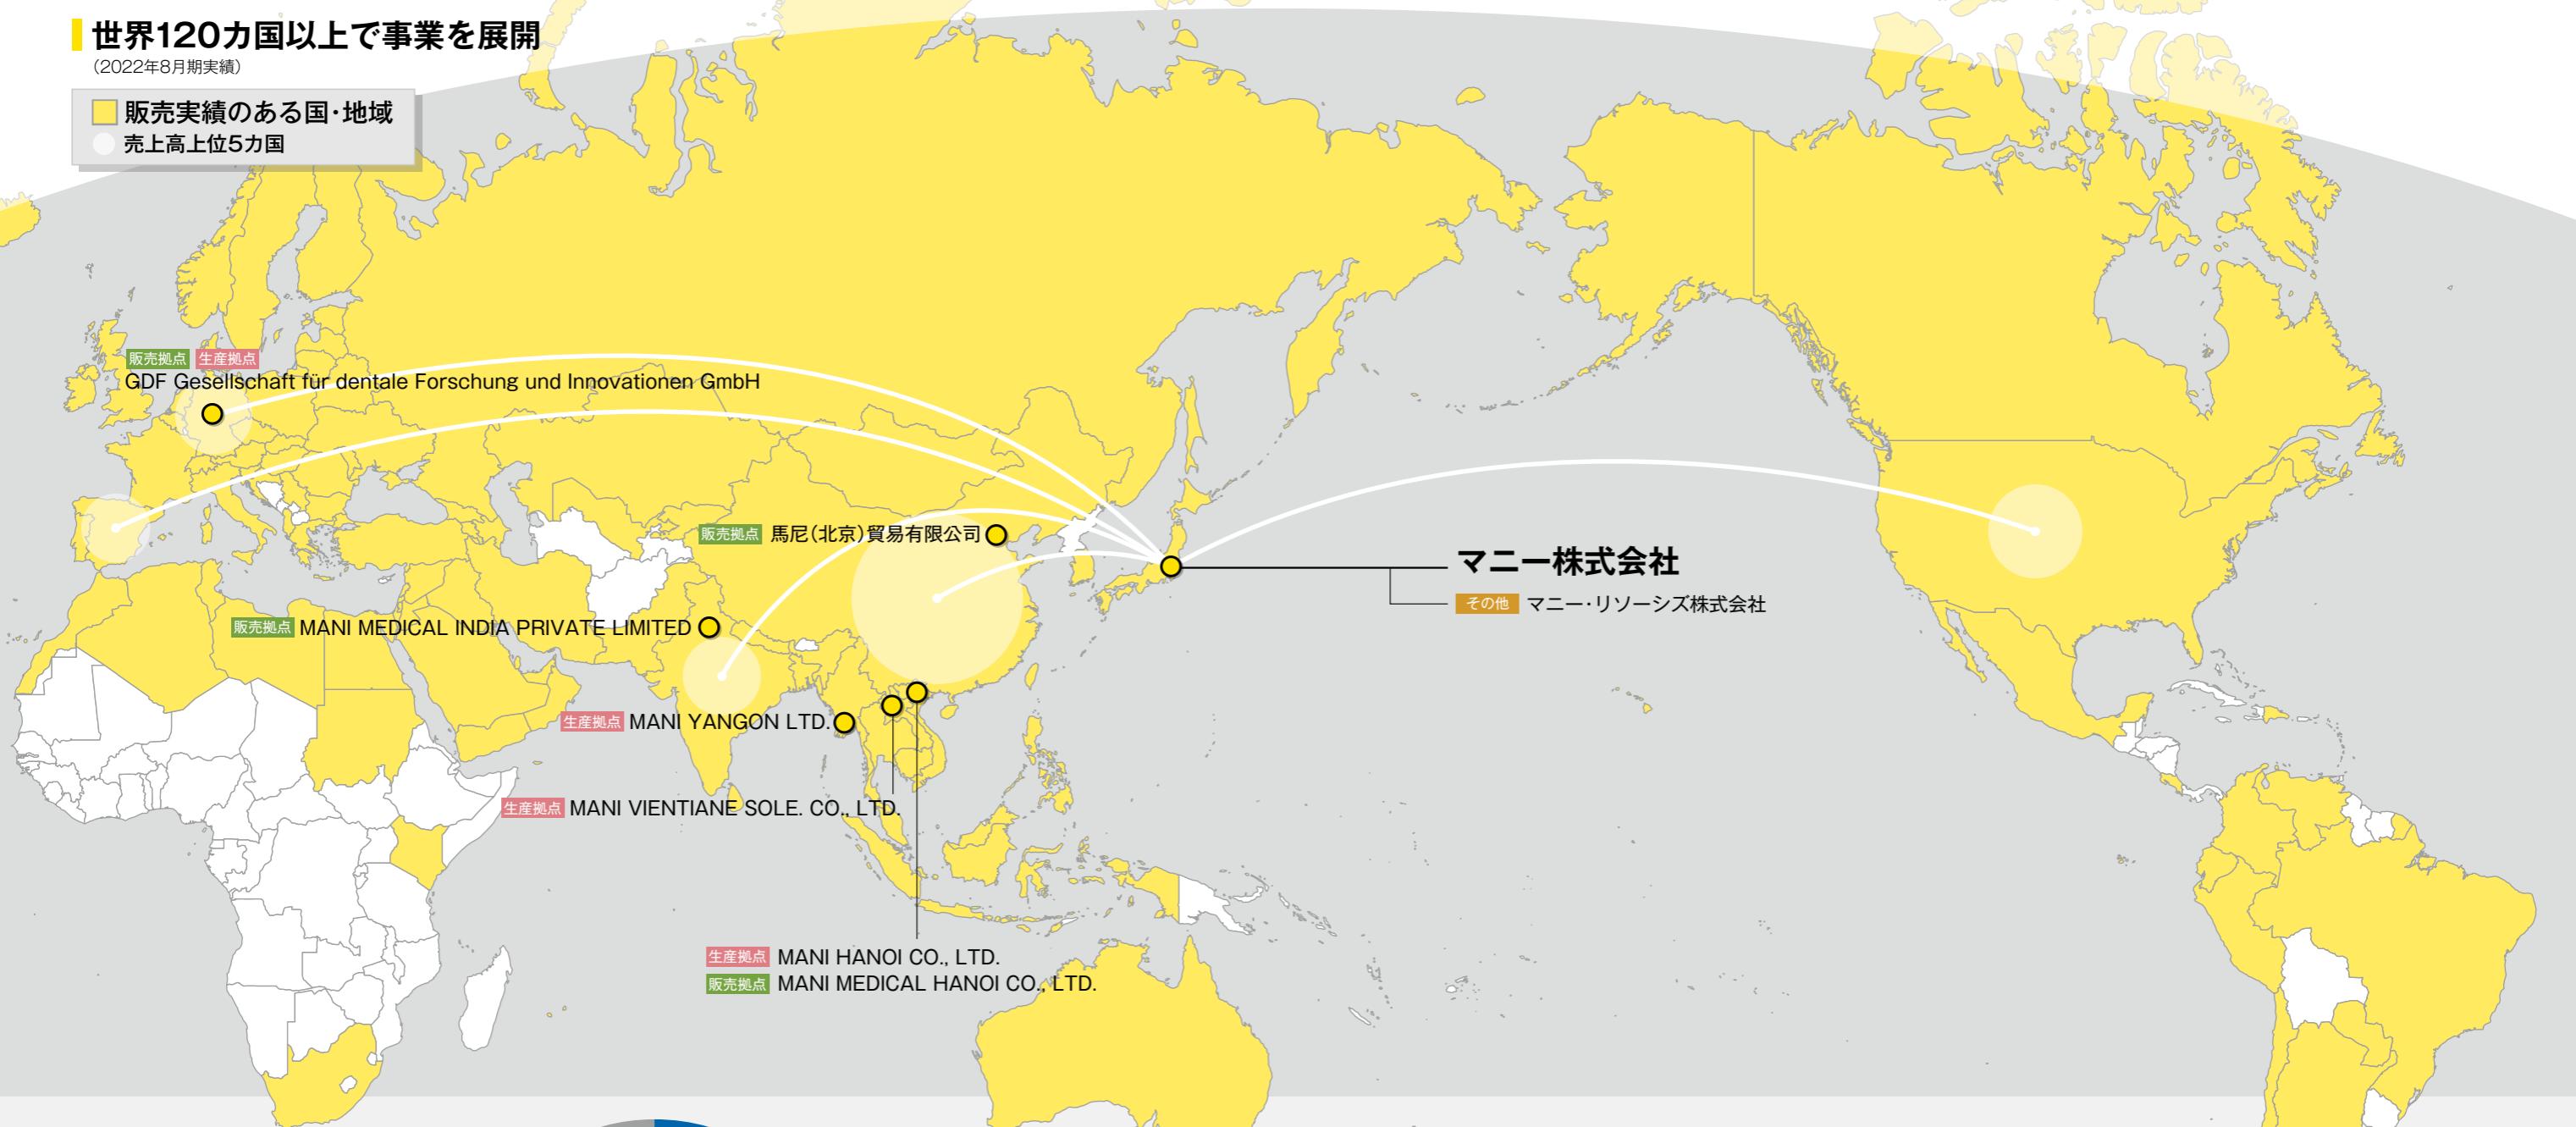 世界120カ国以上で事業を展開
（2022年8月期実績）
販売実績のある国・地域
売上高上位5カ国
販売拠点 生産拠点
GDF Gesellschaft für dentale Forschung und Innovationen GmbH
販売拠点 馬尼（北京）貿易有限公司
マニー株式会社
その他 マニー・リソーシズ株式会社
販売拠点 MANI MEDICAL INDIA PRIVATE LIMITED
生産拠点 MANI YANGON LTD.
生産拠点 MANI VIENTIANE SOLE. CO., LTD.
生産拠点 MANI HANOI CO., LTD.
販売拠点 MANI MEDICAL HANOI CO., LTD.